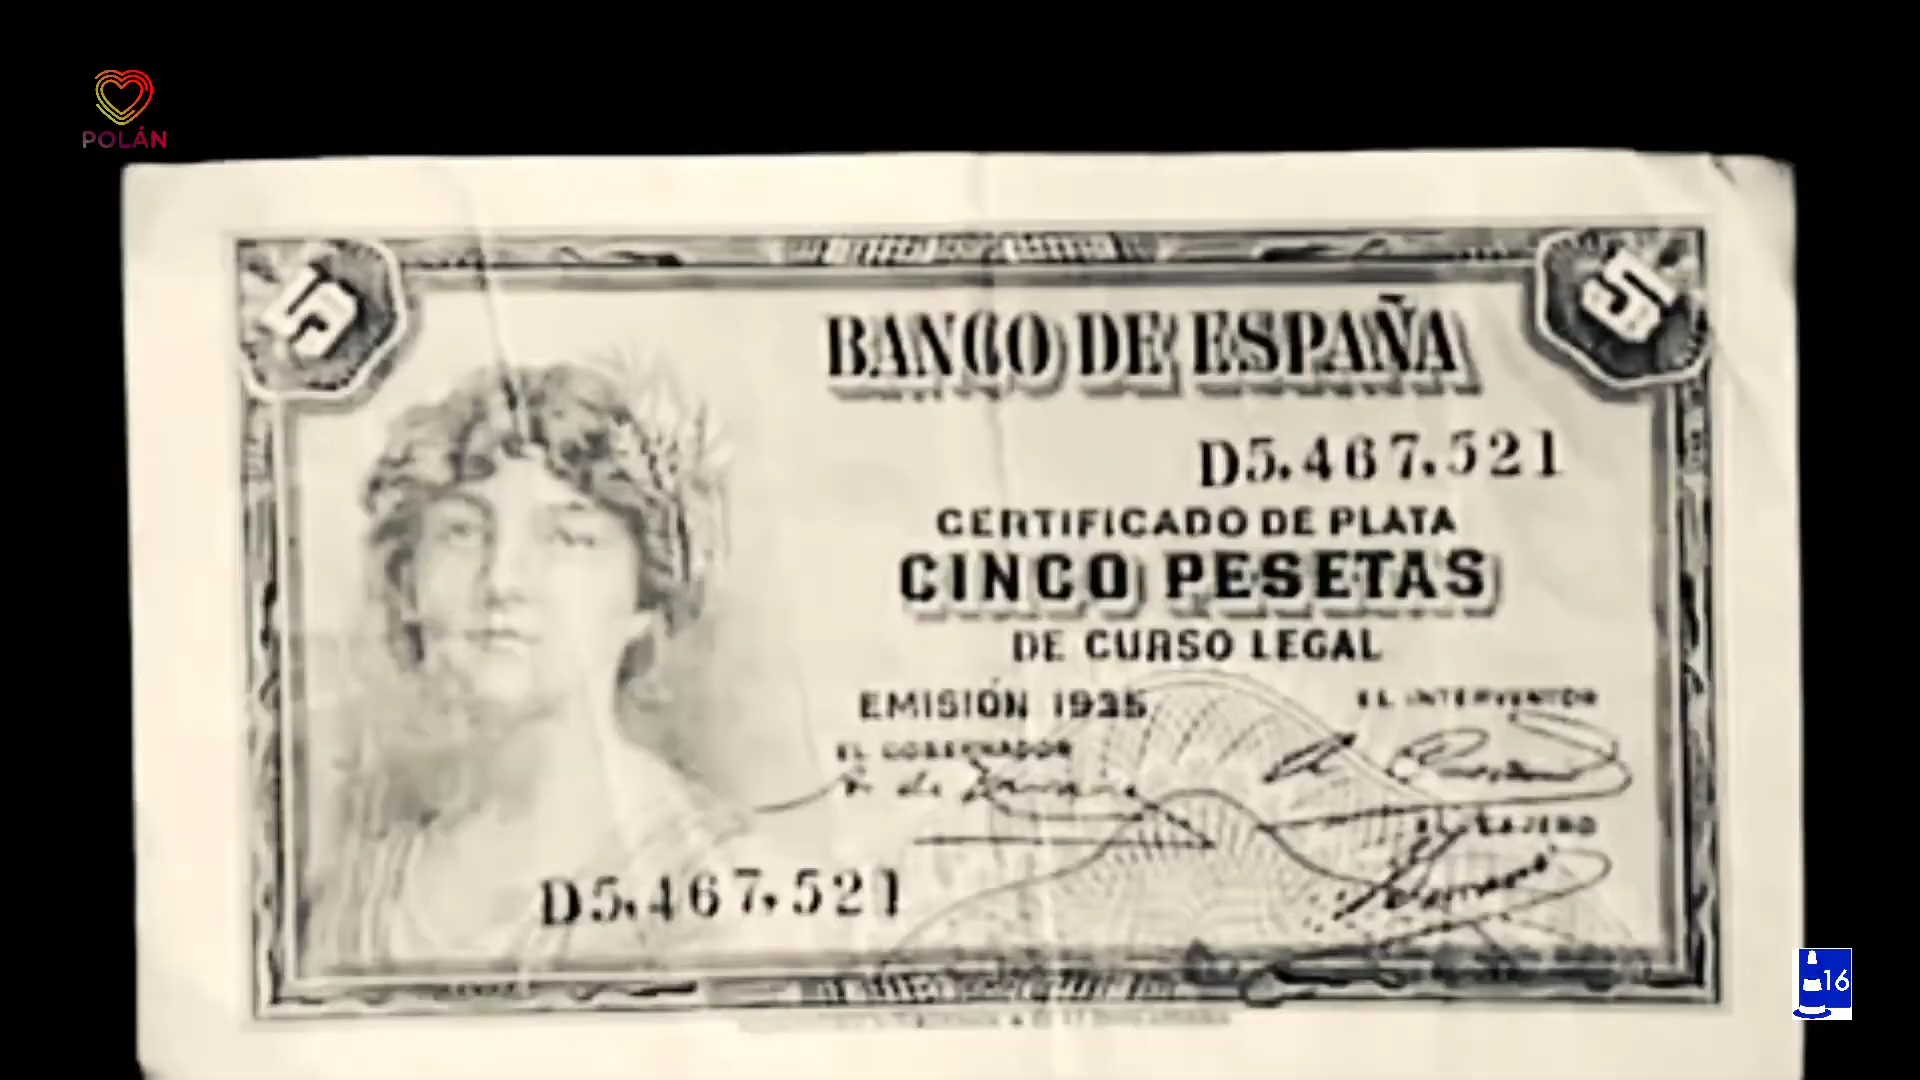 POLÁN
5
5
BANCO DE ESPAÑA
D5.467.521
CERTIFICADO DE PLATA
CINCO PESETAS
DE CURSO LEGAL
EMISIÓN 1935
EL INTERVENTOR
EL GOBERNADOR
EL CAJERO
D5.467.521
16